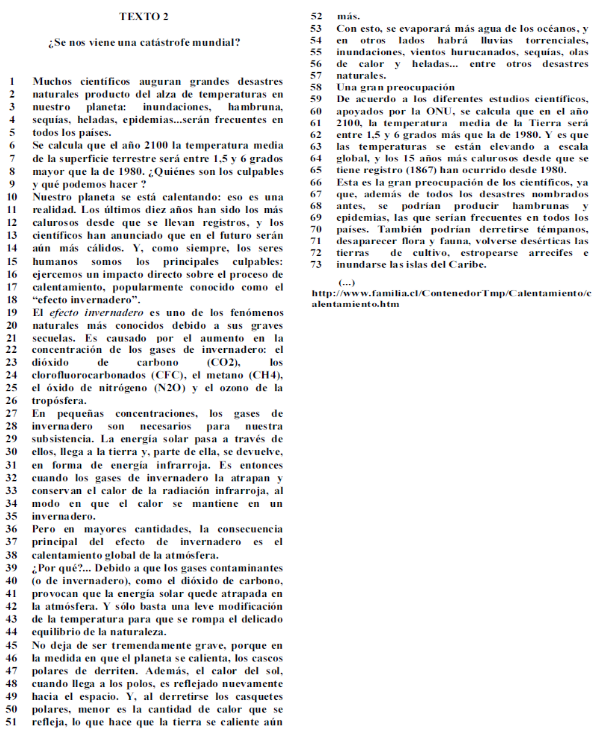 TEXTO 2
¿Se nos viene una catástrofe mundial?
1 Muchos científicos auguran grandes desastres
2 naturales producto del alza de temperaturas en
3 nuestro planeta: inundaciones, hambruna,
4 sequías, heladas, epidemias...serán frecuentes en
5 todos los países.
6 Se calcula que el año 2100 la temperatura media
7 de la superficie terrestre será entre 1,5 y 6 grados
8 mayor que la de 1980. ¿Quiénes son los culpables
9 y qué podemos hacer ?
10 Nuestro planeta se está calentando: eso es una
11 realidad. Los últimos diez años han sido los más
12 calurosos desde que se llevan registros, y los
13 científicos han anunciado que en el futuro serán
14 aún más cálidos. Y, como siempre, los seres
15 humanos somos los principales culpables:
16 ejercemos un impacto directo sobre el proceso de
17 calentamiento, popularmente conocido como el
18 “efecto invernadero”.
19 El efecto invernadero es uno de los fenómenos
20 naturales más conocidos debido a sus graves
21 secuelas. Es causado por el aumento en la
22 concentración de los gases de invernadero: el
23 dióxido de carbono (CO2), los
24 clorofluorocarbonados (CFC), el metano (CH4),
25 el óxido de nitrógeno (N2O) y el ozono de la
26 tropósfera.
27 En pequeñas concentraciones, los gases de
28 invernadero son necesarios para nuestra
29 subsistencia. La energía solar pasa a través de
30 ellos, llega a la tierra y, parte de ella, se devuelve,
31 en forma de energía infrarroja. Es entonces
32 cuando los gases de invernadero la atrapan y
33 conservan el calor de la radiación infrarroja, al
34 modo en que el calor se mantiene en un
35 invernadero.
36 Pero en mayores cantidades, la consecuencia
37 principal del efecto de invernadero es el
38 calentamiento global de la atmósfera.
39 ¿Por qué?... Debido a que los gases contaminantes
40 (o de invernadero), como el dióxido de carbono,
41 provocan que la energía solar quede atrapada en
42 la atmósfera. Y sólo basta una leve modificación
43 de la temperatura para que se rompa el delicado
44 equilibrio de la naturaleza.
45 No deja de ser tremendamente grave, porque en
46 la medida en que el planeta se calienta, los cascos
47 polares de derriten. Además, el calor del sol,
48 cuando llega a los polos, es reflejado nuevamente
49 hacia el espacio. Y, al derretirse los casquetes
50 polares, menor es la cantidad de calor que se
51 refleja, lo que hace que la tierra se caliente aún
52 más.
53 Con esto, se evaporará más agua de los océanos, y
54 en otros lados habrá lluvias torrenciales,
55 inundaciones, vientos huracanados, sequías, olas
56 de calor y heladas... entre otros desastres
57 naturales.
58 Una gran preocupación
59 De acuerdo a los diferentes estudios científicos,
60 apoyados por la ONU, se calcula que en el año
61 2100, la temperatura media de la Tierra será
62 entre 1,5 y 6 grados más que la de 1980. Y es que
63 las temperaturas se están elevando a escala
64 global, y los 15 años más calurosos desde que se
65 tiene registro (1867) han ocurrido desde 1980.
66 Esta es la gran preocupación de los científicos, ya
67 que, además de todos los desastres nombrados
68 antes, se podrían producir hambrunas y
69 epidemias, las que serían frecuentes en todos los
70 países. También podrían derretirse témpanos,
71 desaparecer flora y fauna, volverse desérticas las
72 tierras de cultivo, estropearse arrecifes e
73 inundarse las islas del Caribe.
(...)
http://www.familia.cl/ContenedorTmp/Calentamiento/c
alentamiento.htm